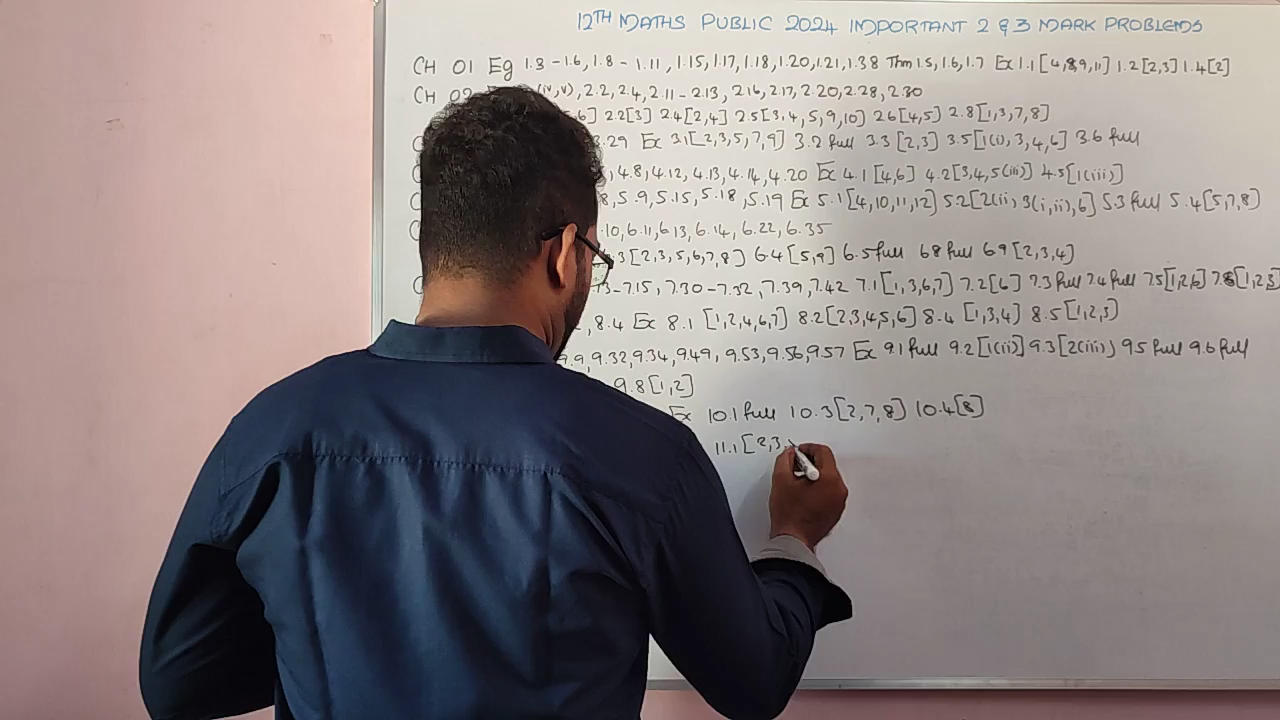 12TH MATHS PUBLIC 2024 IMPORTANT 2 & 3 MARK PROBLEMS
CH 01 Eg 1.3 - 1.6, 1.8 - 1.11, 1.15, 1.17, 1.18, 1.20, 1.21, 1.38 Thm 1.5, 1.6, 1.7 Ex 1.1 [4,8,9,11] 1.2 [2,3] 1.4 [2]
CH 02 (iv,v), 2.2, 2.4, 2.11 - 2.13, 2.16, 2.17, 2.20, 2.28, 2.30
6] 2.2 [3] 2.4 [2,4] 2.5 [3,4,5,9,10] 2.6 [4,5] 2.8 [1,3,7,8]
3.29 Ex 3.1 [2,3,5,7,9] 3.2 full 3.3 [2,3] 3.5 [1(i), 3,4,6] 3.6 full
, 4.8, 4.12, 4.13, 4.14, 4.20 Ex 4.1 [4,6] 4.2 [3,4,5(iii)] 4.5 [1(iii)]
8, 5.9, 5.15, 5.18, 5.19 Ex 5.1 [4,10,11,12] 5.2 [2(ii), 3(i,ii), 6] 5.3 full 5.4 [5,7,8]
.10, 6.11, 6.13, 6.14, 6.22, 6.35
3 [2,3,5,6,7,8] 6.4 [5,9] 6.5 full 6.8 full 6.9 [2,3,4]
13 - 7.15, 7.30 - 7.32, 7.39, 7.42 7.1 [1,3,6,7] 7.2 [6] 7.3 full 7.4 full 7.5 [1,2,6] [1,2,3]
, 8.4 Ex 8.1 [1,2,4,6,7] 8.2 [2,3,4,5,6] 8.4 [1,3,4] 8.5 [1,2,3]
9.9, 9.32, 9.34, 9.49, 9.53, 9.56, 9.57 Ex 9.1 full 9.2 [1(ii)] 9.3 [2(iii)) 9.5 full 9.6 full
9.8 [1,2]
Ex 10.1 full 10.3 [2,7,8] 10.4 [8]
11.1 [2,3,